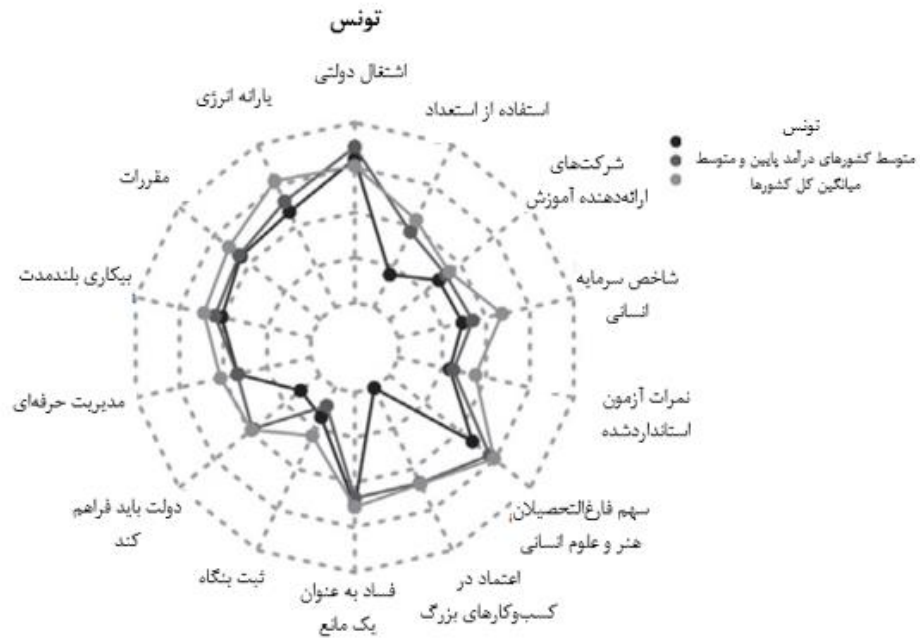 تونس
اشتغال دولتی
استفاده از استعداد
شرکت‌های
ارائه‌دهنده آموزش
شاخص سرمایه
انسانی
نمرات آزمون
استانداردشده
سهم فارغ‌التحصیلان
هنر و علوم انسانی
اعتماد در
کسب‌وکارهای بزرگ
فساد به عنوان
یک مانع
ثبت بنگاه
دولت باید فراهم
کند
مدیریت حرفه‌ای
بیکاری بلندمدت
مقررات
یارانه انرژی
تونس
متوسط کشورهای درآمد پایین و متوسط
میانگین کل کشورها